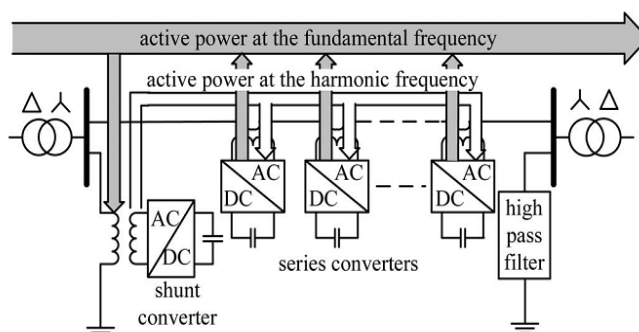 active power at the fundamental frequency
active power at the harmonic frequency
AC
DC
AC
DC
AC
DC
AC
DC
high
pass
filter
series converters
shunt
converter